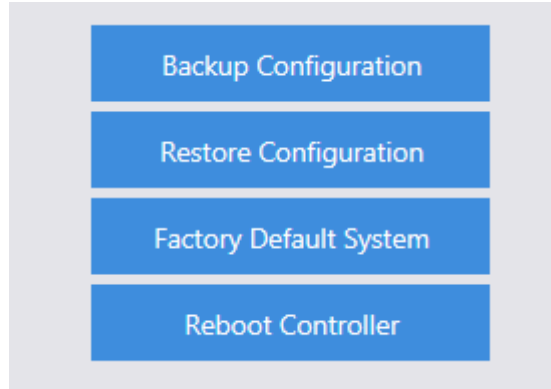 Backup Configuration
Restore Configuration
Factory Default System
Reboot Controller